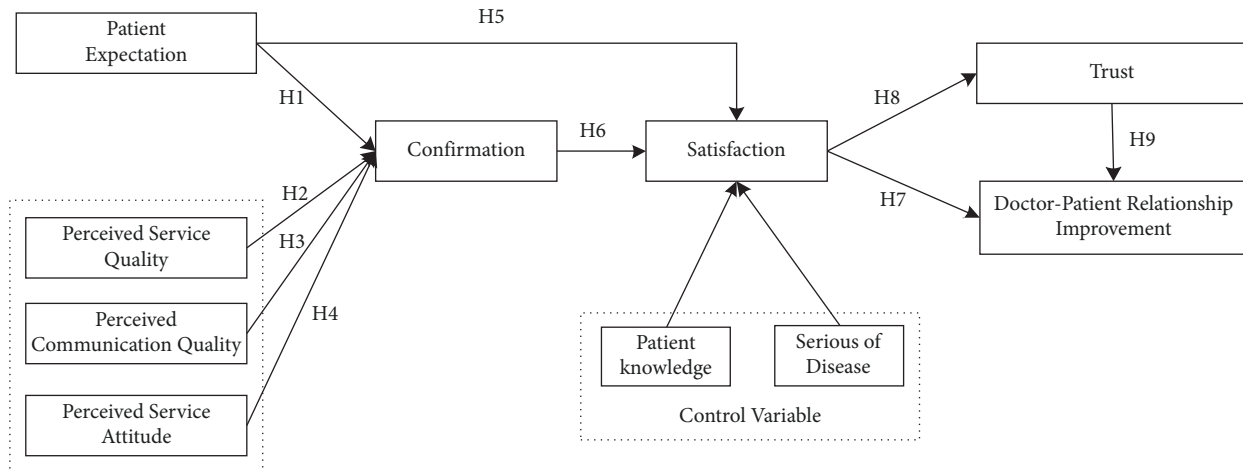 Patient
Expectation
H5
H1
Confirmation
H6
Satisfaction
H8
Trust
H9
H7
Doctor-Patient Relationship
Improvement
H2
H3
H4
Perceived Service
Quality
Perceived
Communication Quality
Perceived Service
Attitude
Patient
knowledge
Serious of
Disease
Control Variable